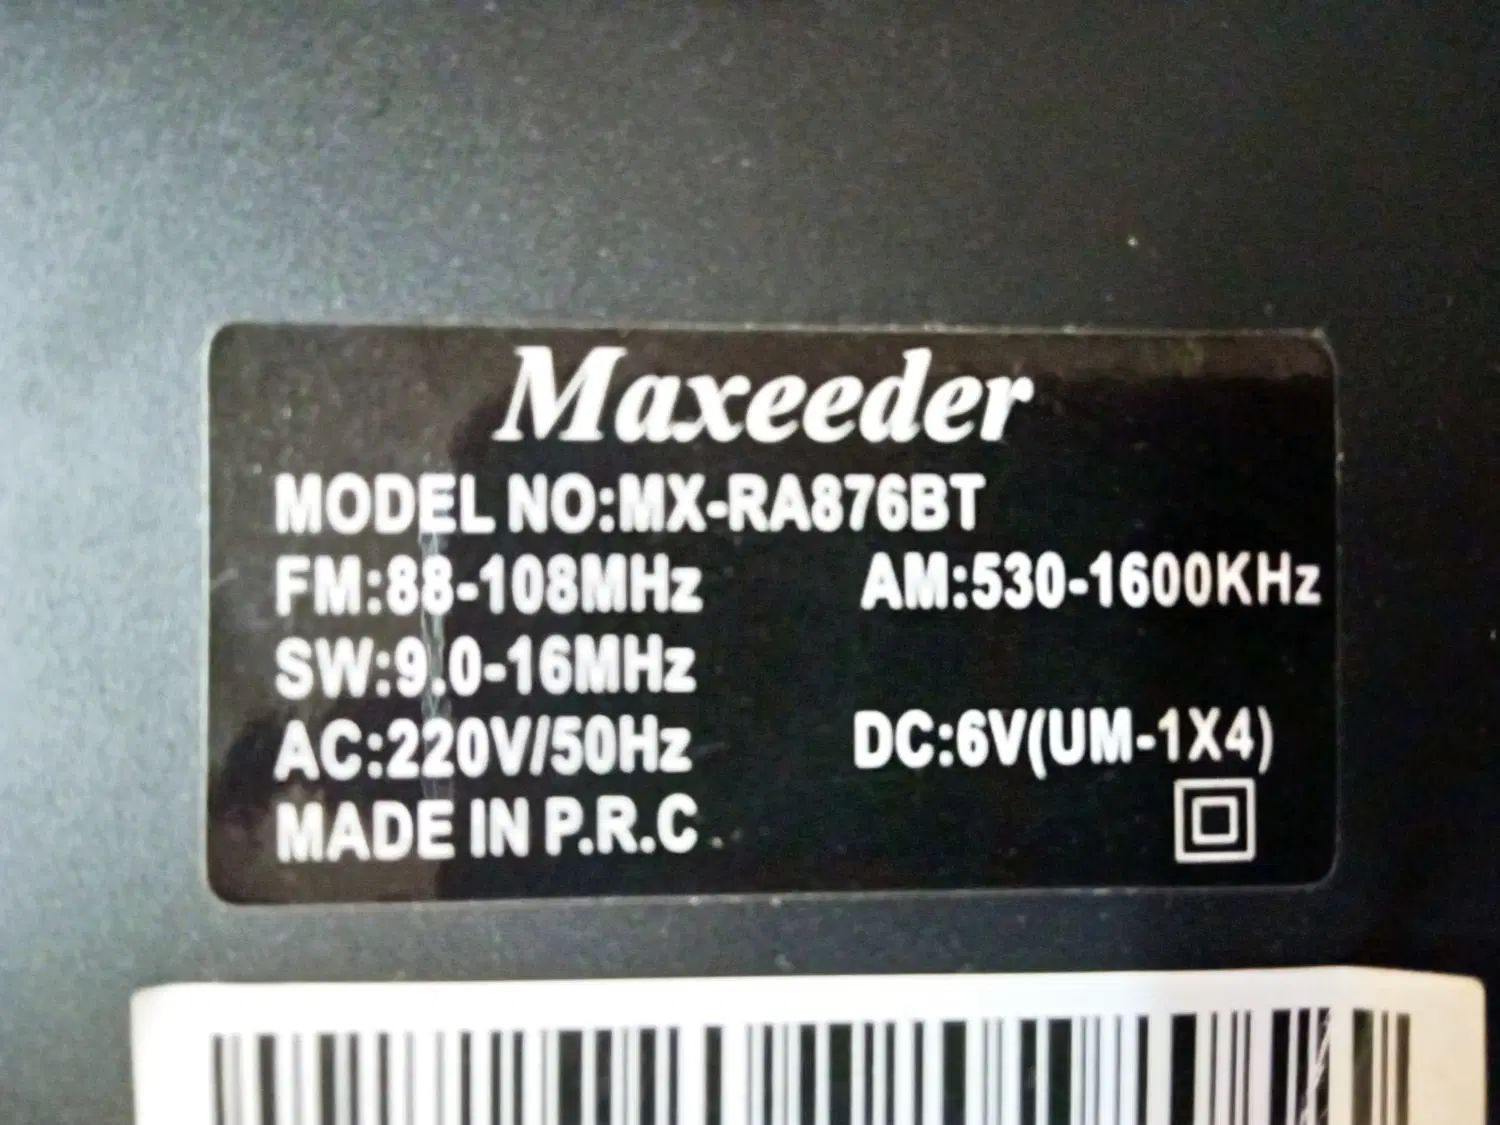 Maxeeder
MODEL NO:MX-RA876BT
FM:88-108MHz AM:530-1600KHz
SW:9.0-16MHz
AC:220V/50Hz DC:6V(UM-1X4)
MADE IN P.R.C